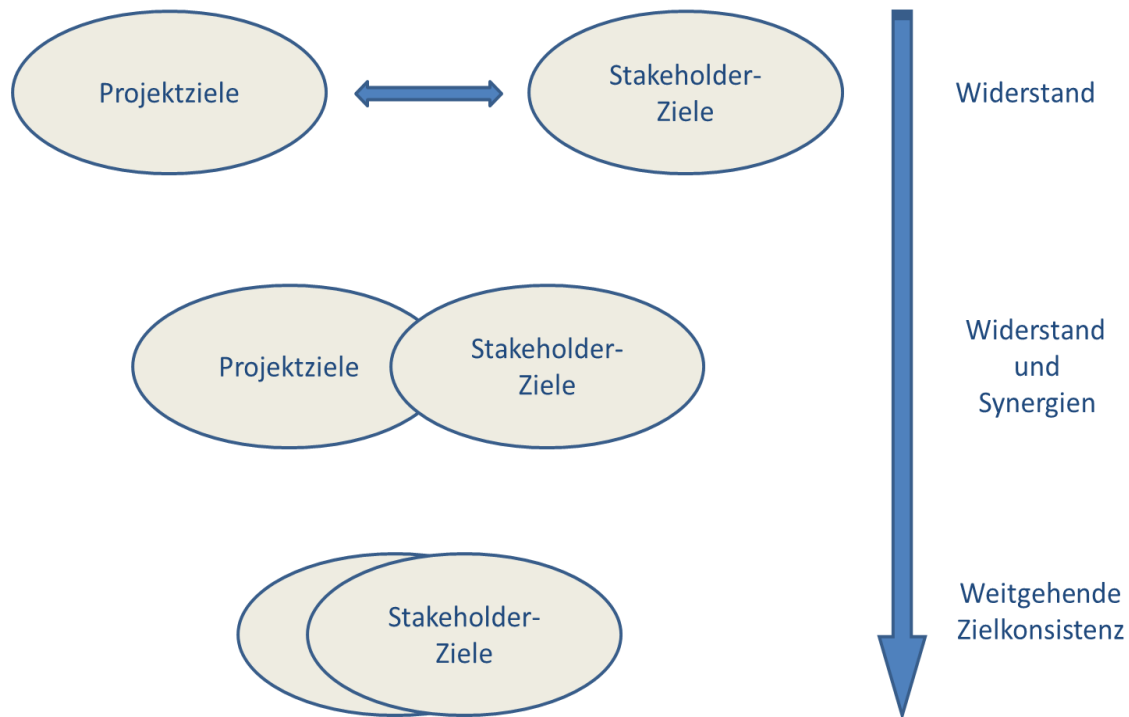 Projektziele
Stakeholder-
Ziele
Widerstand
Projektziele
Stakeholder-
Ziele
Widerstand
und
Synergien
Stakeholder-
Ziele
Weitgehende
Zielkonsistenz